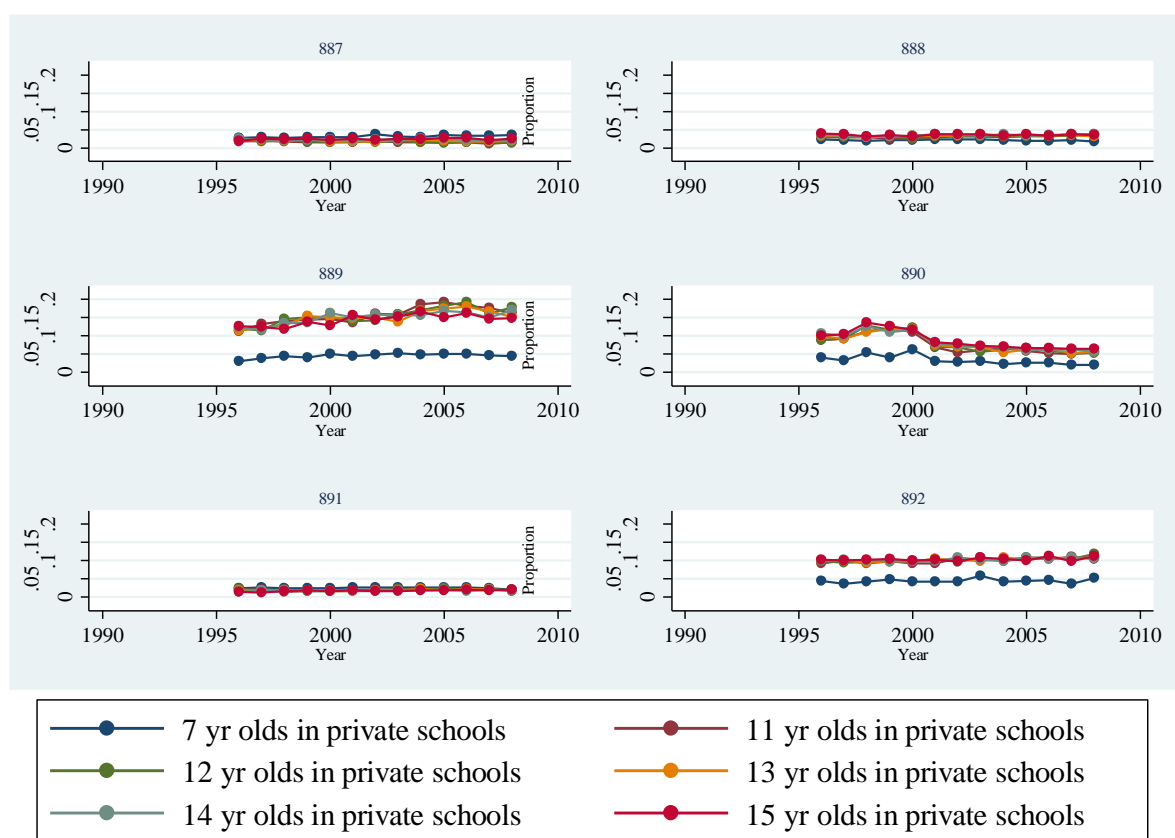 887
888
.05 .15
0 .1 .2
Proportion
1990 1995 2000 2005 2010
Year
.05 .15
0 .1 .2
1990 1995 2000 2005 2010
Year
889
890
.05 .15
0 .1 .2
Proportion
1990 1995 2000 2005 2010
Year
.05 .15
0 .1 .2
1990 1995 2000 2005 2010
Year
891
892
.05 .15
0 .1 .2
Proportion
1990 1995 2000 2005 2010
Year
.05 .15
0 .1 .2
1990 1995 2000 2005 2010
Year
7 yr olds in private schools
11 yr olds in private schools
12 yr olds in private schools
13 yr olds in private schools
14 yr olds in private schools
15 yr olds in private schools